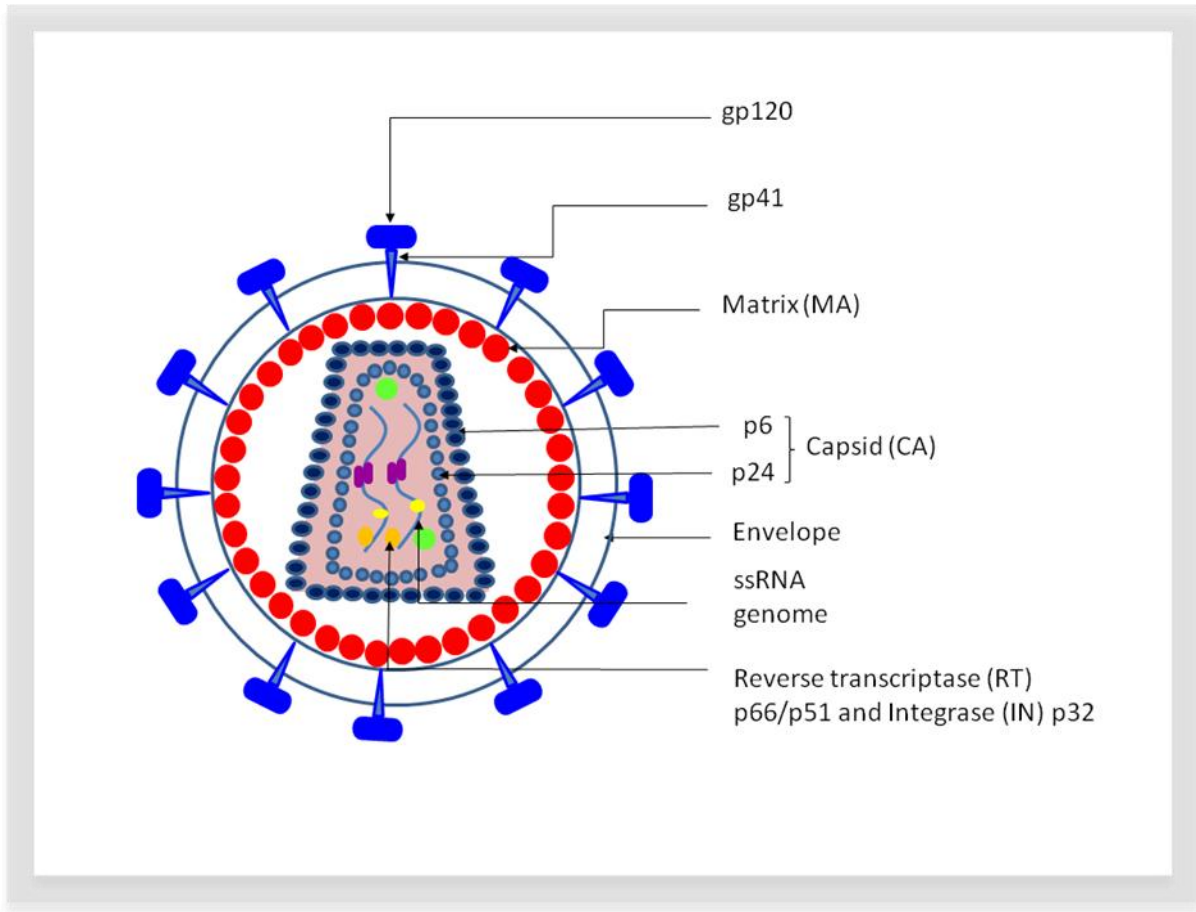 gp120
gp41
Matrix (MA)
p6
Capsid (CA)
p24
Envelope
ssRNA
genome
Reverse transcriptase (RT)
p66/p51 and Integrase (IN) p32